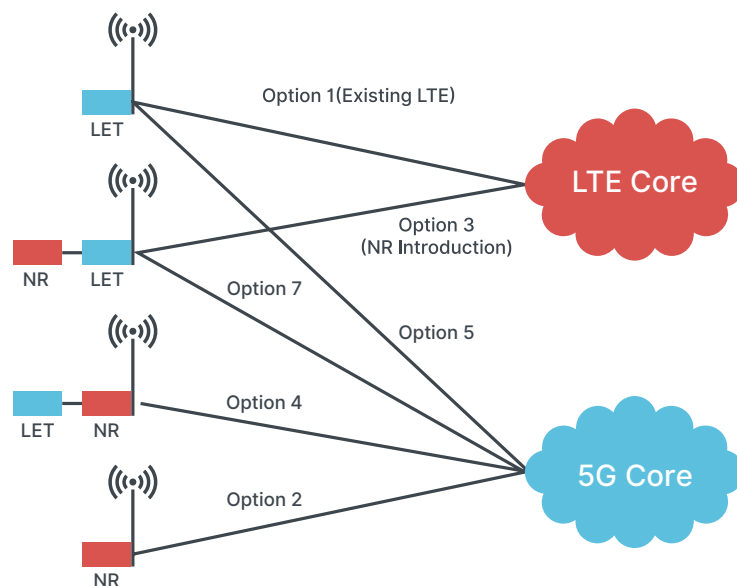 Option 1(Existing LTE)
LET
LTE Core
Option 3
(NR Introduction)
NR
LET
Option 7
Option 5
Option 4
LET
NR
5G Core
Option 2
NR